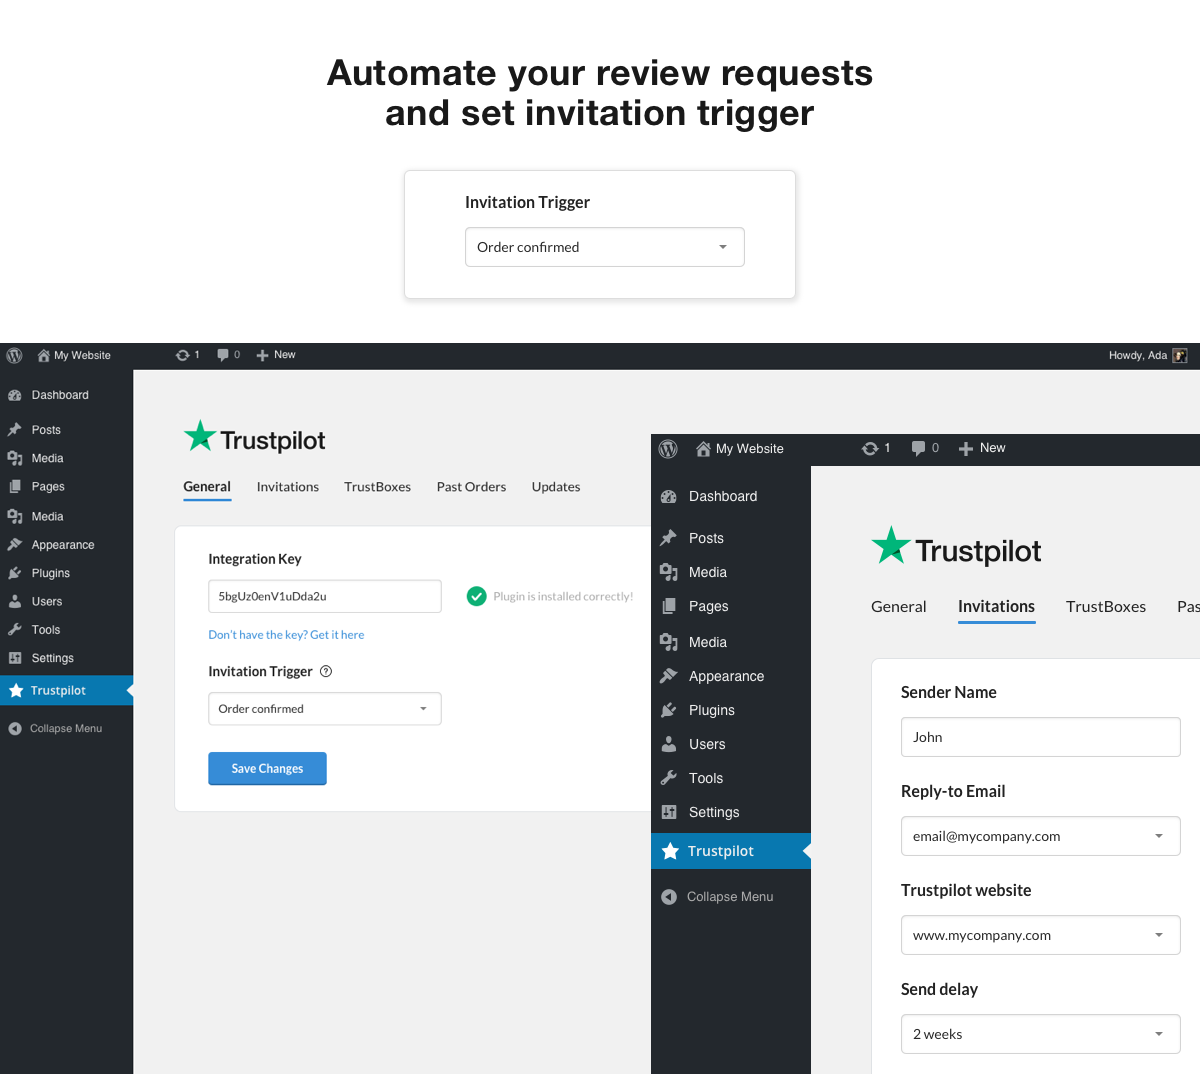 Automate your review requests
and set invitation trigger
Invitation Trigger
Order confirmed
My Website 1 0 New Howdy, Ada
Dashboard
Posts
Media
Pages
Media
Appearance
Plugins
Users
Tools
Settings
Trustpilot
Collapse Menu
Trustpilot
General Invitations TrustBoxes Past Orders Updates
Integration Key
5bgUz0enV1uDda2u
Plugin is installed correctly!
Don't have the key? Get it here
Invitation Trigger ?
Order confirmed
Save Changes
My Website 1 0 New
Dashboard
Posts
Media
Pages
Media
Appearance
Plugins
Users
Tools
Settings
Trustpilot
Collapse Menu
Trustpilot
General Invitations TrustBoxes Pas
Sender Name
John
Reply-to Email
email@mycompany.com
Trustpilot website
www.mycompany.com
Send delay
2 weeks